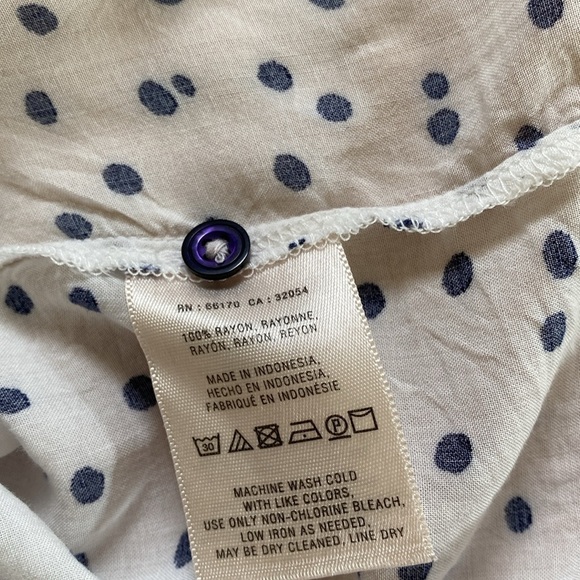 RN : 66170 CA : 32054
100% RAYON, RAYONNE,
RAYÓN, RAYON, REYON
MADE IN INDONESIA,
HECHO EN INDONESIA,
FABRIQUÉ EN INDONÉSIE
30 P
MACHINE WASH COLD
WITH LIKE COLORS,
USE ONLY NON-CHLORINE BLEACH,
LOW IRON AS NEEDED,
MAY BE DRY CLEANED, LINE DRY